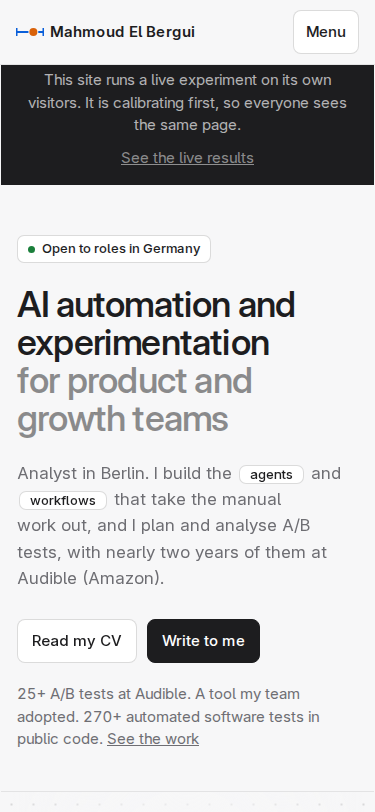 Mahmoud El Bergui
Menu
This site runs a live experiment on its own
visitors. It is calibrating first, so everyone sees
the same page.
See the live results
Open to roles in Germany
AI automation and
experimentation
for product and
growth teams
Analyst in Berlin. I build the agents and
workflows that take the manual
work out, and I plan and analyse A/B
tests, with nearly two years of them at
Audible (Amazon).
Read my CV
Write to me
25+ A/B tests at Audible. A tool my team
adopted. 270+ automated software tests in
public code. See the work